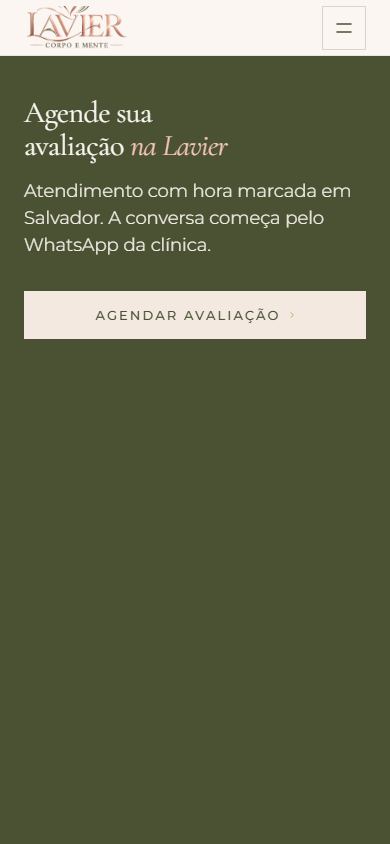 LAVIER
CORPO E MENTE
Agende sua
avaliação na Lavier
Atendimento com hora marcada em
Salvador. A conversa começa pelo
WhatsApp da clínica.
AGENDAR AVALIAÇÃO ›